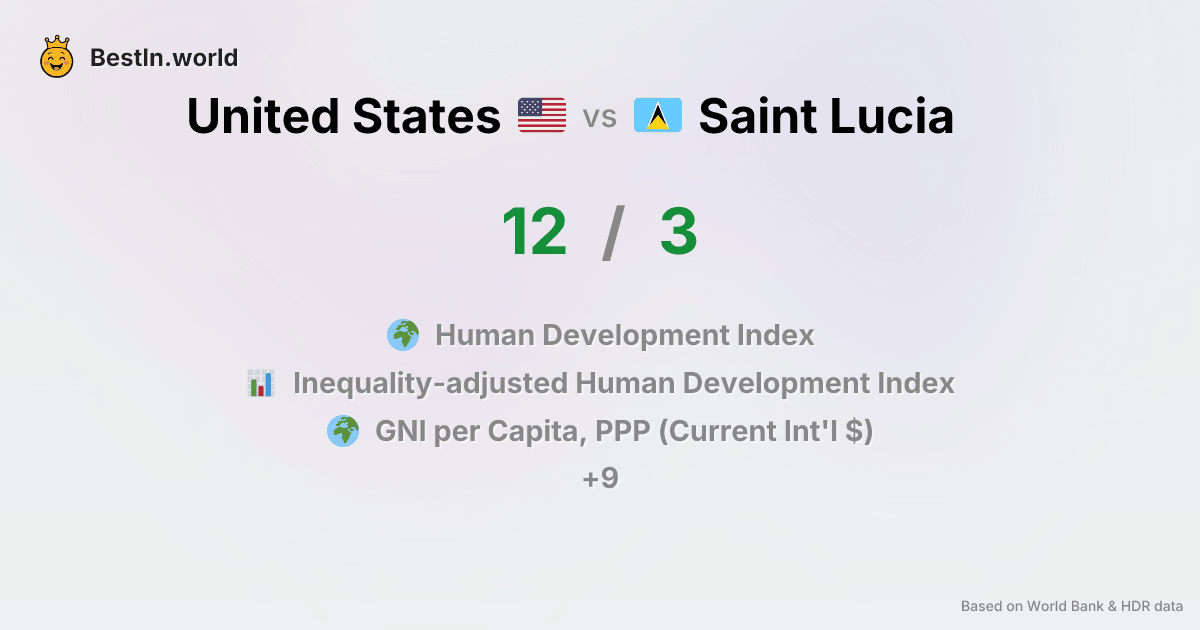 BestIn.world
United States vs Saint Lucia
12 / 3
Human Development Index
Inequality-adjusted Human Development Index
GNI per Capita, PPP (Current Int'l $)
+9
Based on World Bank & HDR data